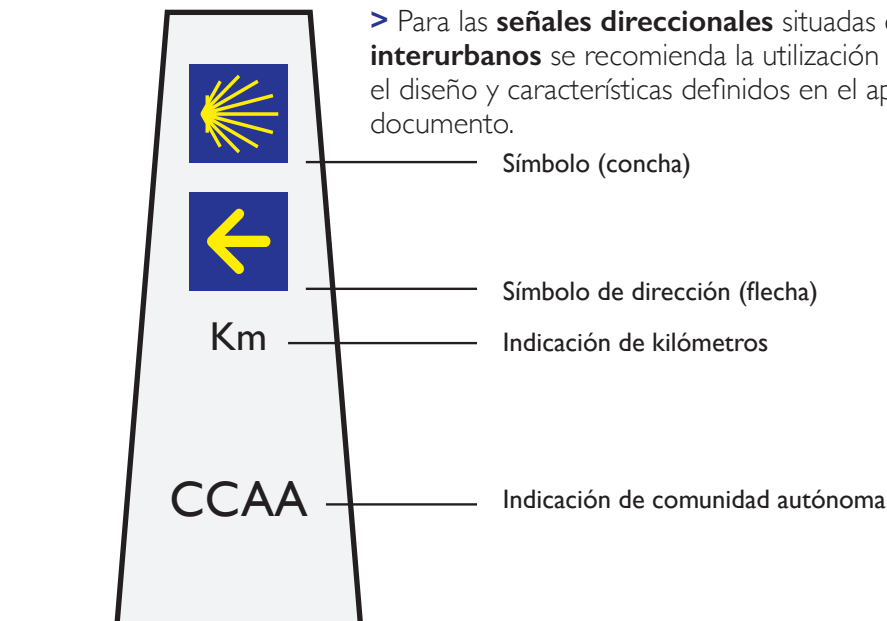 > Para las señales direccionales situadas
interurbanos se recomienda la utilización
el diseño y características definidos en el
documento.
Símbolo (concha)
Símbolo de dirección (flecha)
Km
Indicación de kilómetros
CCAA
Indicación de comunidad autónoma